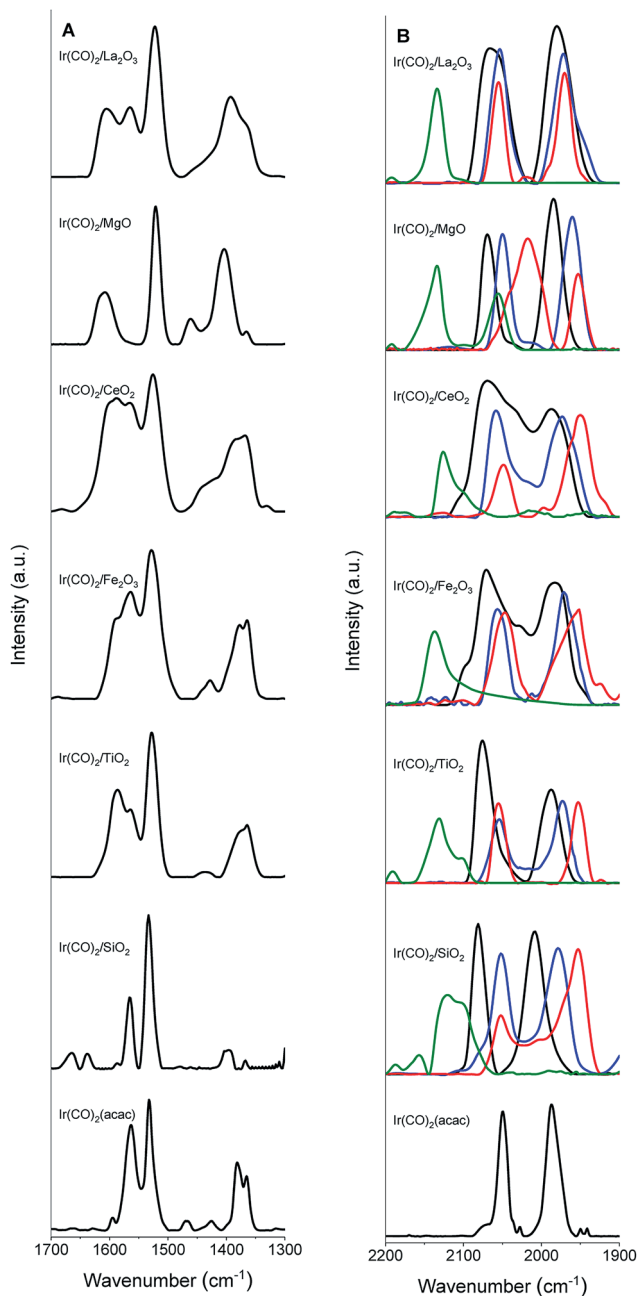 A
Ir(CO)₂/La₂O₃
Ir(CO)₂/MgO
Ir(CO)₂/CeO₂
Ir(CO)₂/Fe₂O₃
Ir(CO)₂/TiO₂
Ir(CO)₂/SiO₂
Ir(CO)₂(acac)
Intensity (a.u.)
1700 1600 1500 1400 1300
Wavenumber (cm⁻¹)
B
Ir(CO)₂/La₂O₃
Ir(CO)₂/MgO
Ir(CO)₂/CeO₂
Ir(CO)₂/Fe₂O₃
Ir(CO)₂/TiO₂
Ir(CO)₂/SiO₂
Ir(CO)₂(acac)
Intensity (a.u.)
2200 2100 2000 1900
Wavenumber (cm⁻¹)